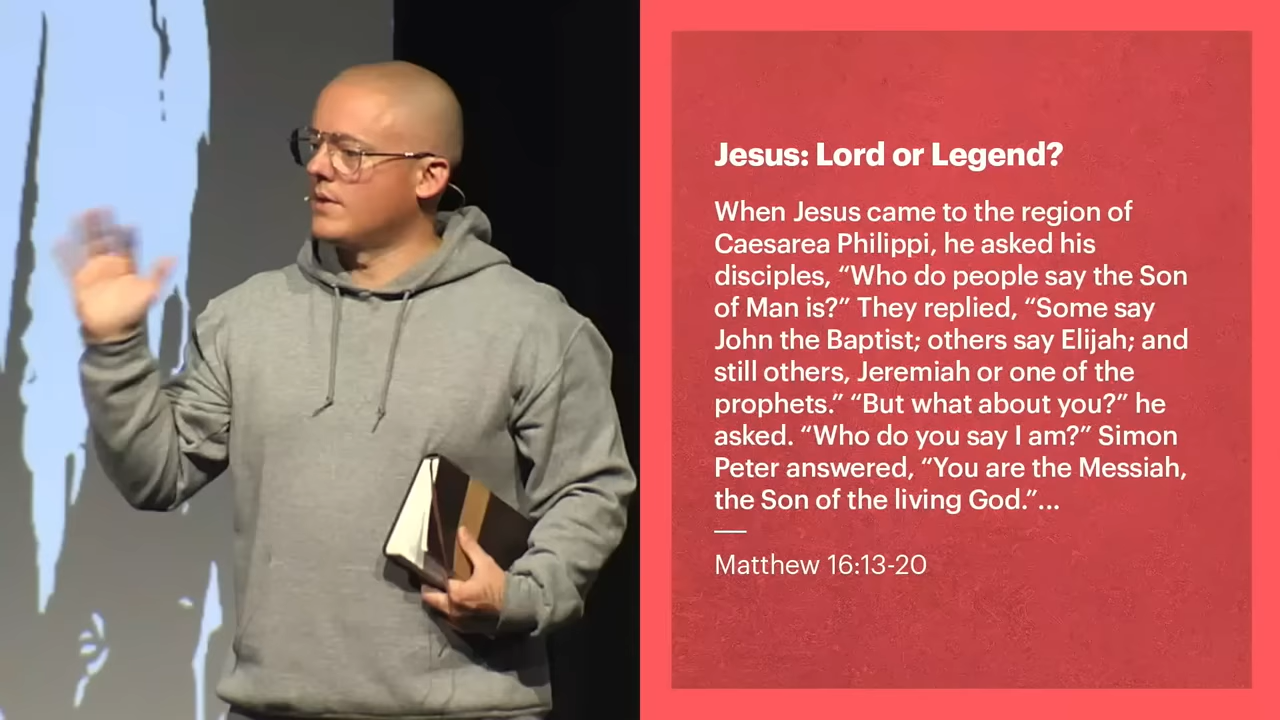 Jesus: Lord or Legend?
When Jesus came to the region of
Caesarea Philippi, he asked his
disciples, “Who do people say the Son
of Man is?” They replied, “Some say
John the Baptist; others say Elijah; and
still others, Jeremiah or one of the
prophets.” “But what about you?” he
asked. “Who do you say I am?” Simon
Peter answered, “You are the Messiah,
the Son of the living God.”...
Matthew 16:13-20